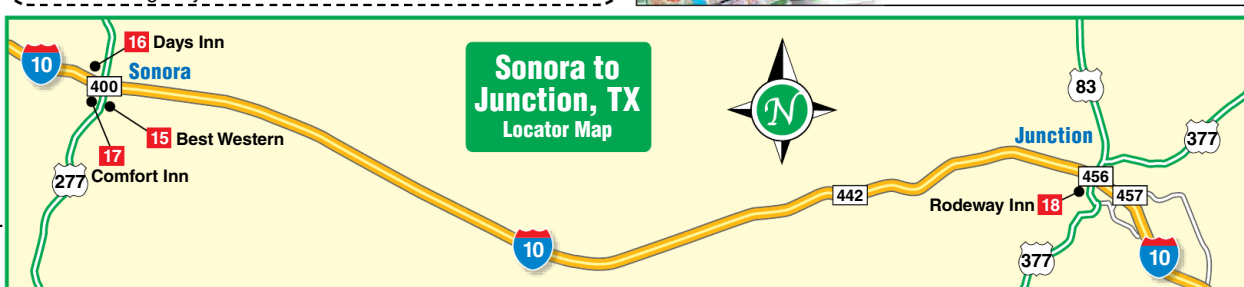 16 Days Inn
10
Sonora
400
15 Best Western
17
Comfort Inn
277
Sonora to
Junction, TX
Locator Map
N
10
442
83
Junction
377
456
457
Rodeway Inn 18
377
10